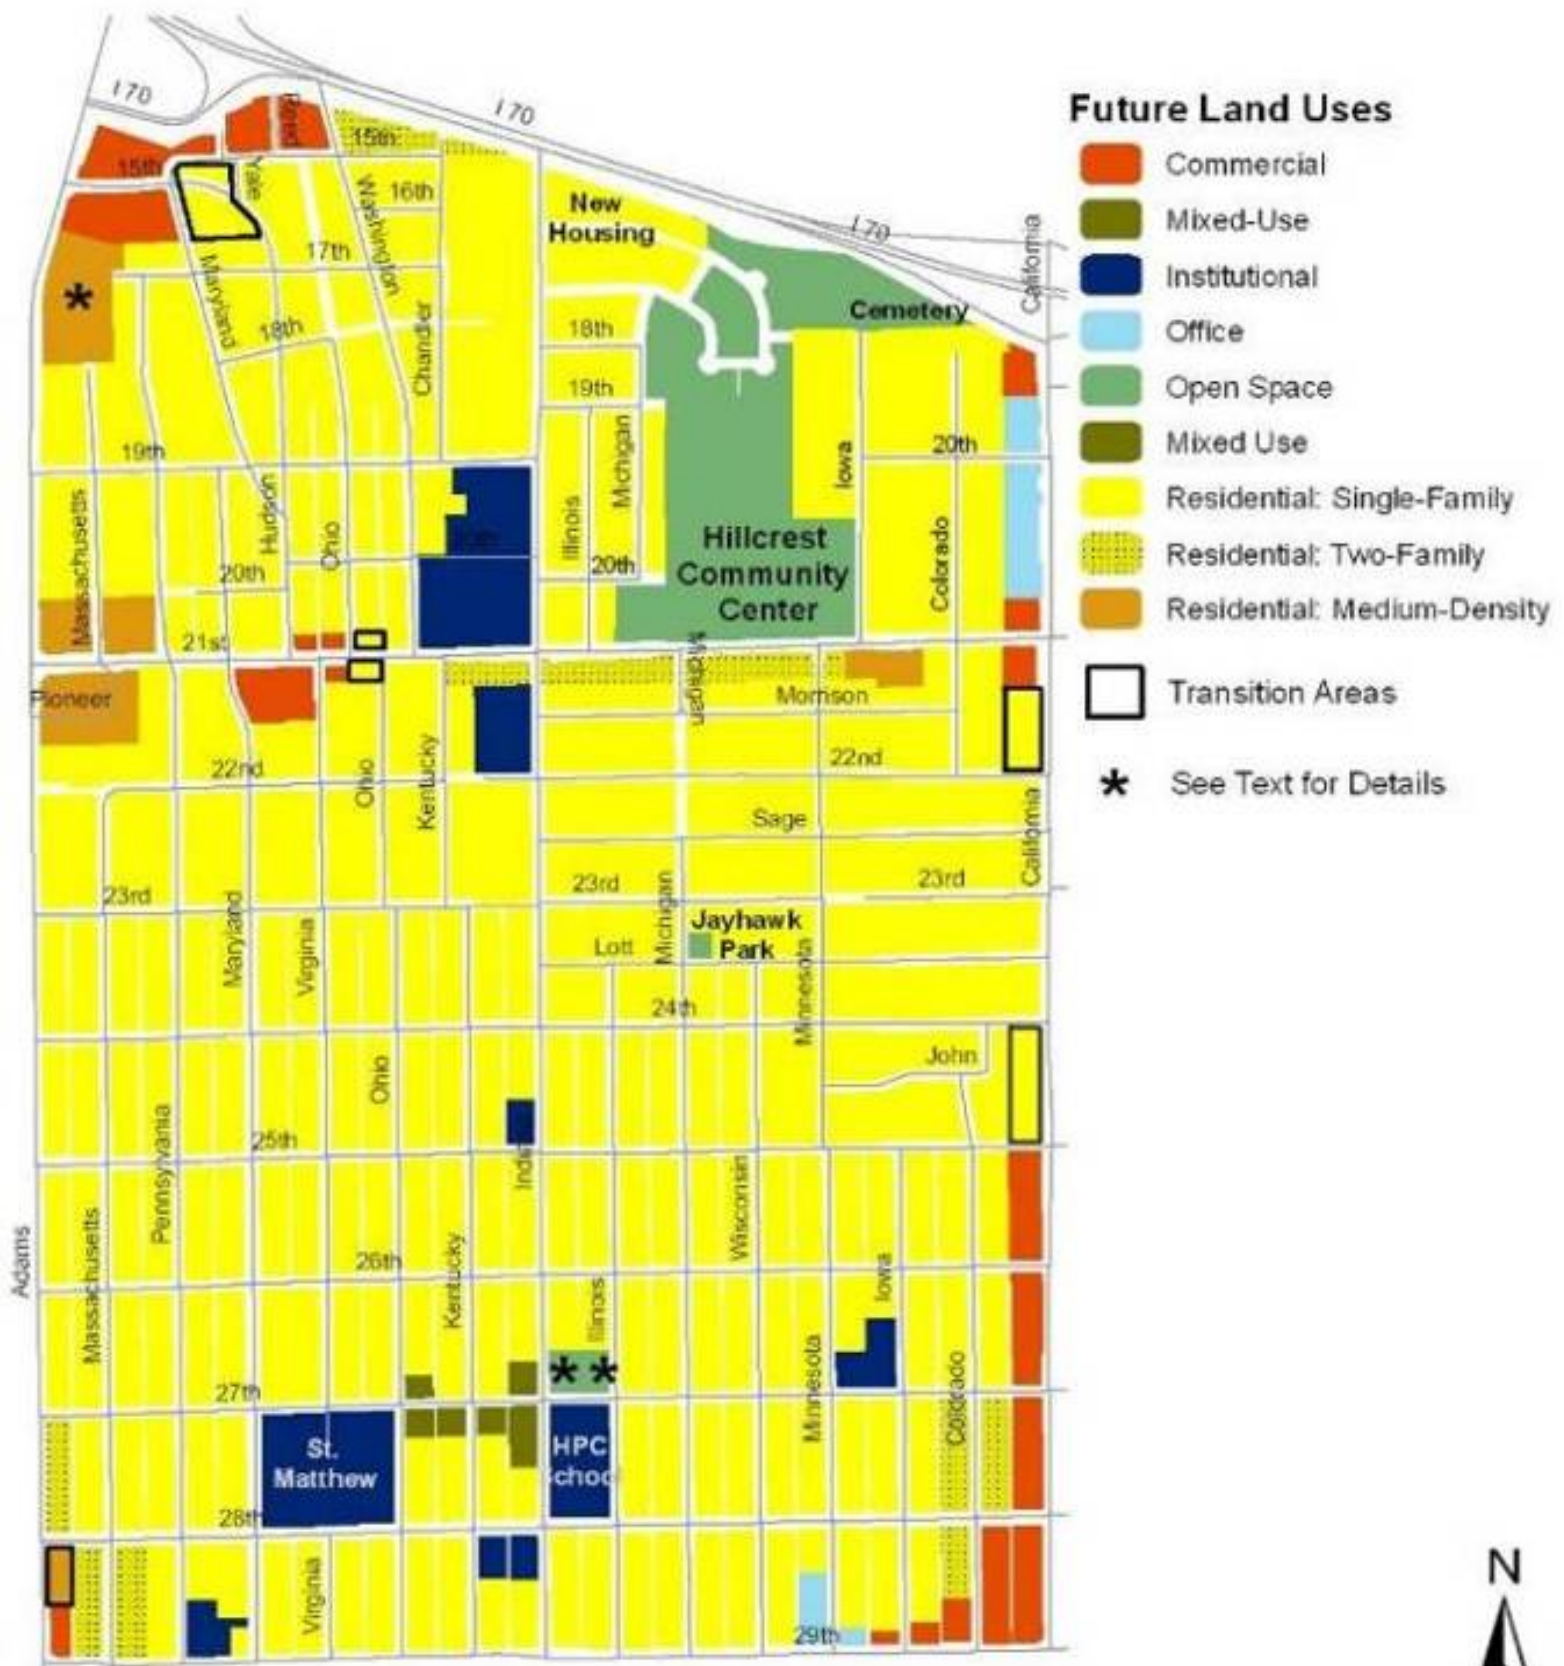 I 70
I 70
I 70
Future Land Uses
Commercial
Mixed-Use
Institutional
Office
Open Space
Mixed Use
Residential: Single-Family
Residential: Two-Family
Residential: Medium-Density
Transition Areas
* See Text for Details
15th
15th
Yale
16th
Washington
17th
New
Housing
Cemetery
California
*
Maryland
18th
Chandler
18th
19th
19th
Michigan
Iowa
20th
Massachusetts
Hudson
Ohio
Illinois
20th
20th
Hillcrest
Community
Center
Colorado
21st
Michigan
Pioneer
Morrison
22nd
Ohio
Kentucky
22nd
Sage
California
23rd
23rd
23rd
Maryland
Virginia
Lott
Michigan
Jayhawk
Park
Minnesota
24th
John
Ohio
Pennsylvania
25th
Indi
Wisconsin
Adams
Massachusetts
26th
Kentucky
Illinois
Iowa
* *
27th
Minnesota
Colorado
St.
Matthew
HPC
Schoo
28th
Virginia
29th
N